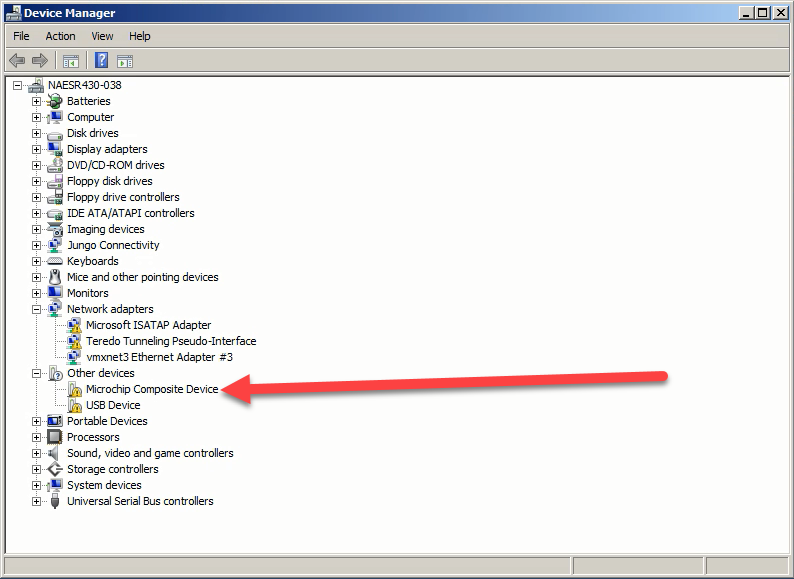 Device Manager
File Action View Help
NAESR430-038
Batteries
Computer
Disk drives
Display adapters
DVD/CD-ROM drives
Floppy disk drives
Floppy drive controllers
IDE ATA/ATAPI controllers
Imaging devices
Jungo Connectivity
Keyboards
Mice and other pointing devices
Monitors
Network adapters
Microsoft ISATAP Adapter
Teredo Tunneling Pseudo-Interface
vmxnet3 Ethernet Adapter #3
Other devices
Microchip Composite Device
USB Device
Portable Devices
Processors
Sound, video and game controllers
Storage controllers
System devices
Universal Serial Bus controllers